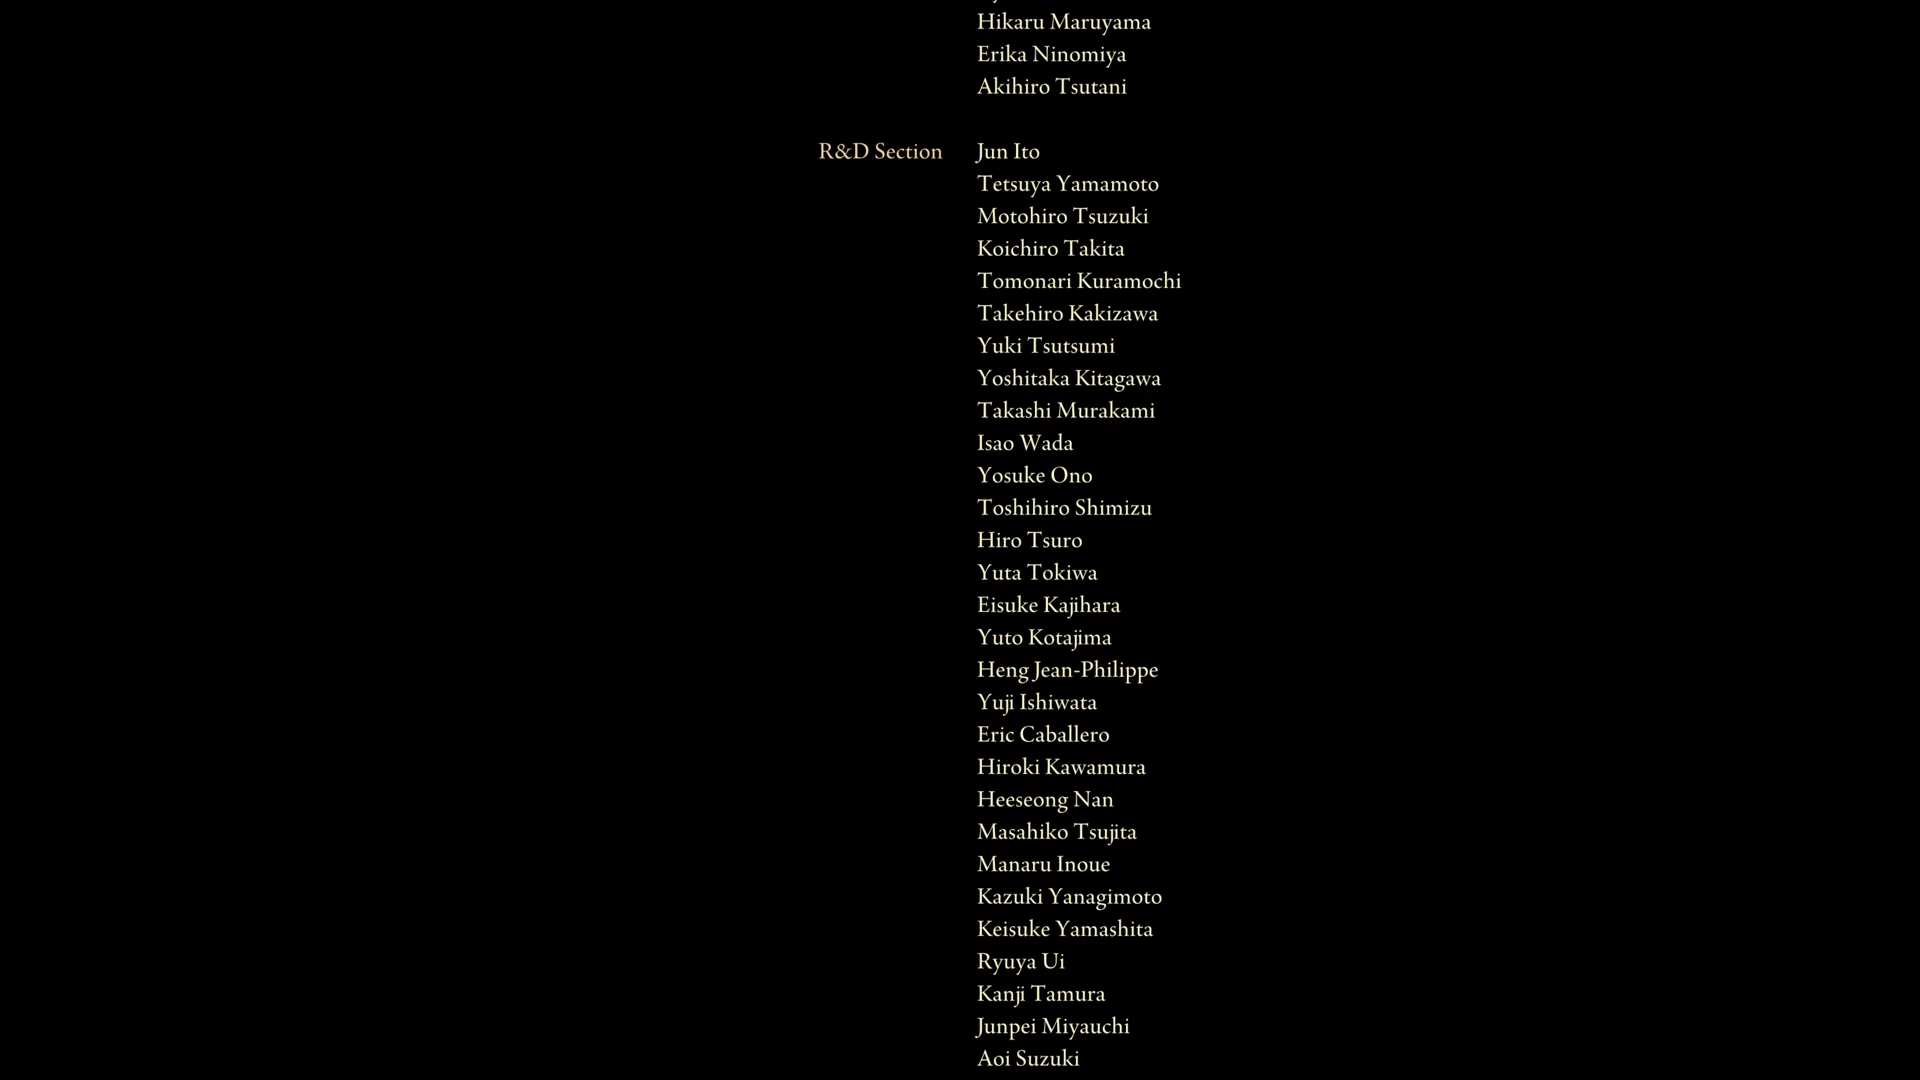 Hikaru Maruyama
Erika Ninomiya
Akihiro Tsutani
R&D Section Jun Ito
Tetsuya Yamamoto
Motohiro Tsuzuki
Koichiro Takita
Tomonari Kuramochi
Takehiro Kakizawa
Yuki Tsutsumi
Yoshitaka Kitagawa
Takashi Murakami
Isao Wada
Yosuke Ono
Toshihiro Shimizu
Hiro Tsuro
Yuta Tokiwa
Eisuke Kajihara
Yuto Kotajima
Heng Jean-Philippe
Yuji Ishiwata
Eric Caballero
Hiroki Kawamura
Heeseong Nan
Masahiko Tsujita
Manaru Inoue
Kazuki Yanagimoto
Keisuke Yamashita
Ryuya Ui
Kanji Tamura
Junpei Miyauchi
Aoi Suzuki